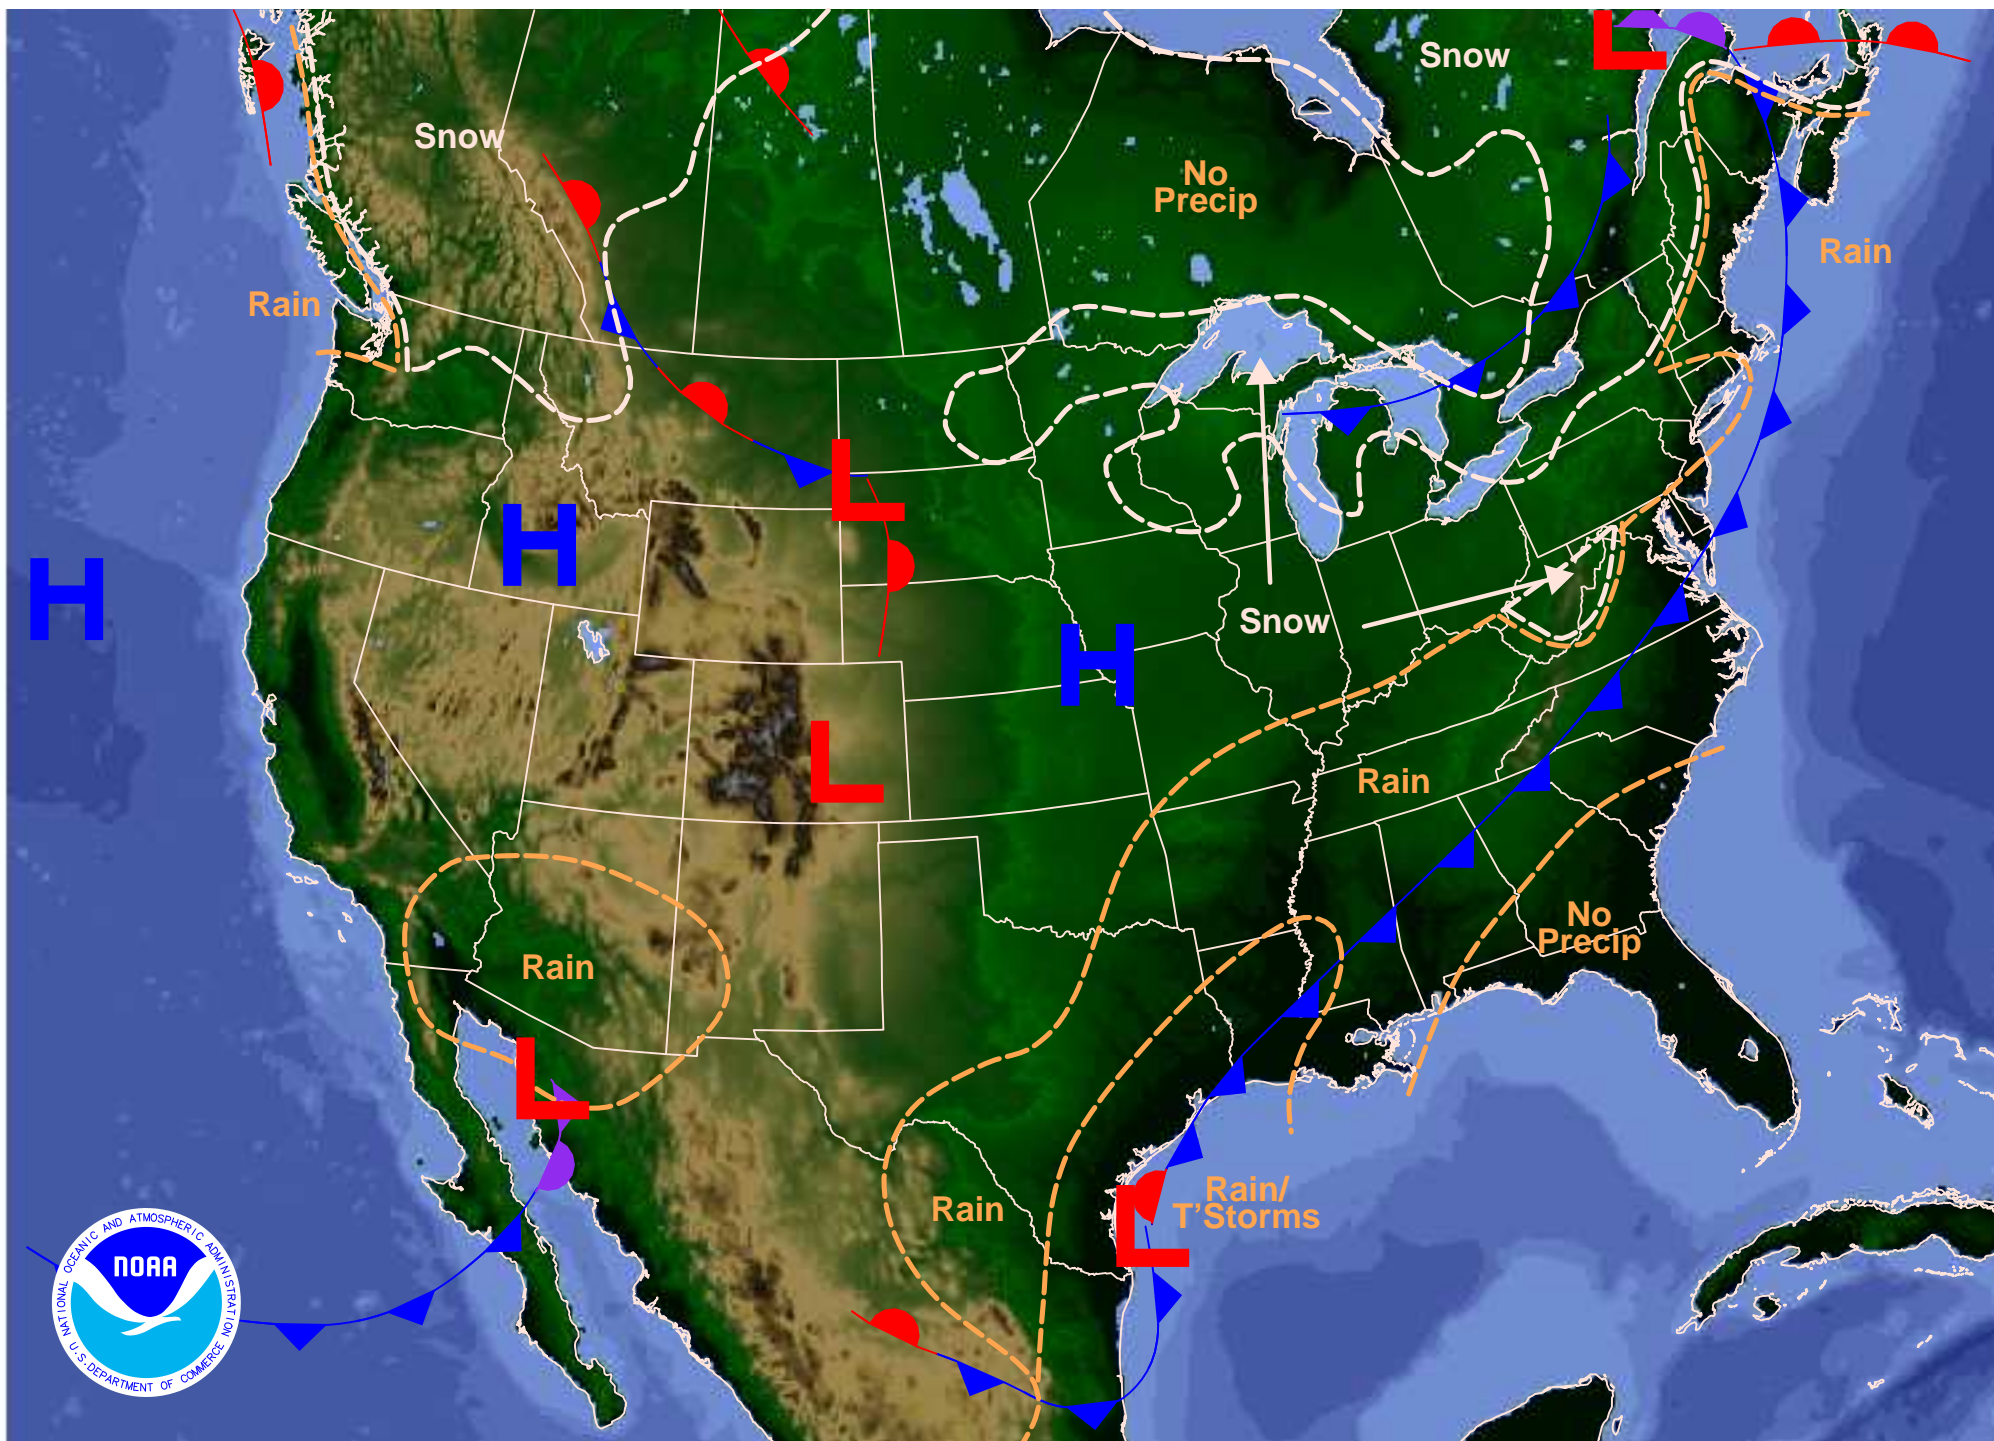 Snow
Snow
No
Precip
Rain
Rain
H
H
H
L
L
L
L
L
Snow
Rain
No
Precip
Rain
Rain
Rain/
T'Storms
NATIONAL OCEANIC AND ATMOSPHERIC ADMINISTRATION
NOAA
U.S. DEPARTMENT OF COMMERCE